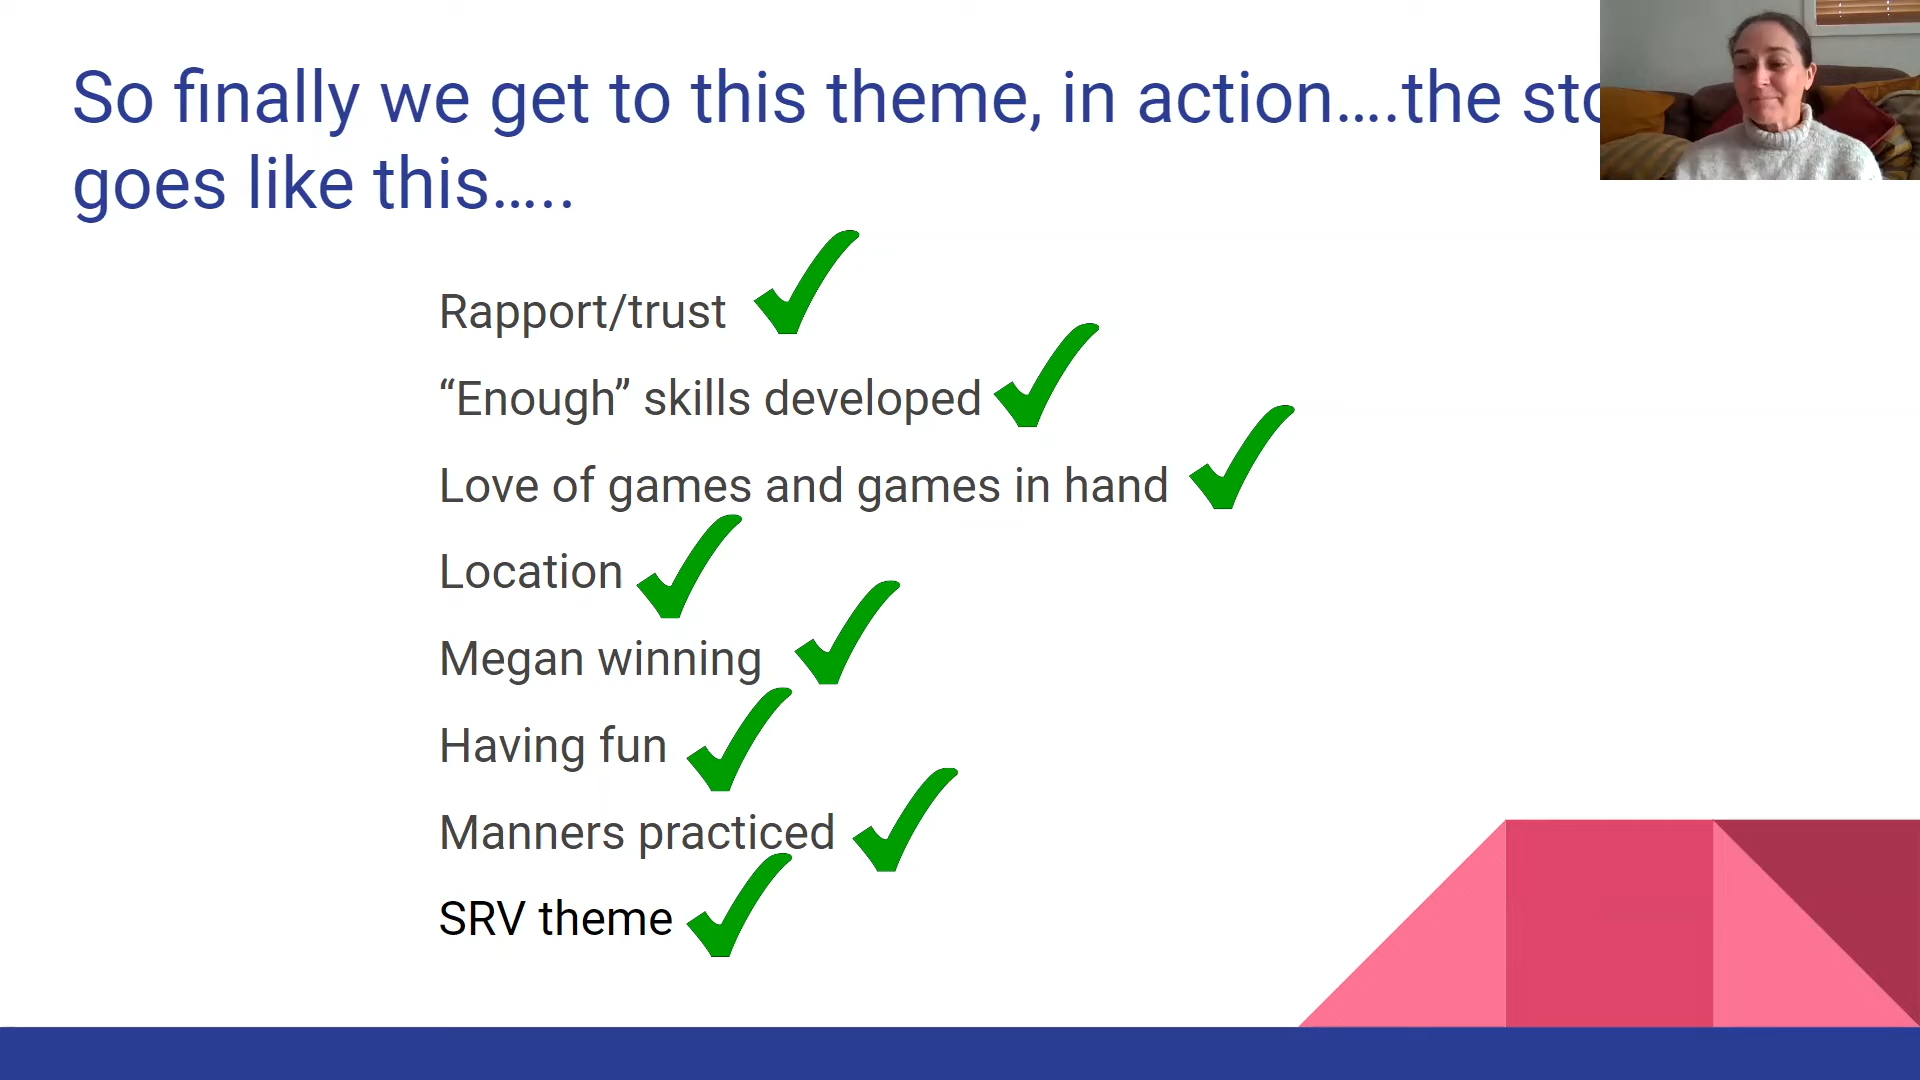 So finally we get to this theme, in action….the
goes like this…..
Rapport/trust
“Enough” skills developed
Love of games and games in hand
Location
Megan winning
Having fun
Manners practiced
SRV theme